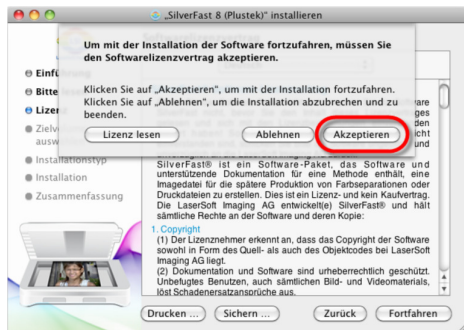 „SilverFast 8 (Plustek)“ installieren
Um mit der Installation der Software fortzufahren, müssen Sie
den Softwarelizenzvertrag akzeptieren.
Klicken Sie auf „Akzeptieren“, um mit der Installation fortzufahren.
Klicken Sie auf „Ablehnen“, um die Installation abzubrechen und zu
beenden.
Lizenz lesen
Ablehnen
Akzeptieren
Einführung
Bitte
Lizenz
Zielv
ausw
Installationstyp
Installation
Zusammenfassung
SilverFast® ist ein Software-Paket, das Software und
unterstützende Dokumentation für eine Methode enthält, eine
Imagedatei für die spätere Produktion von Farbseparationen oder
Druckdateien zu erstellen. Dies ist ein Lizenz- und kein Kaufvertrag.
Die LaserSoft Imaging AG entwickelt(e) SilverFast® und hält
sämtliche Rechte an der Software und deren Kopie:
1. Copyright
(1) Der Lizenznehmer erkennt an, dass das Copyright der Software
sowohl in Form des Quell- als auch des Objektcodes bei LaserSoft
Imaging AG liegt.
(2) Dokumentation und Software sind urheberrechtlich geschützt.
Unbefugtes Benutzen, auch sämtlichen Bild- und Videomaterials,
löst Schadenersatzansprüche aus.
Drucken ...
Sichern ...
Zurück
Fortfahren